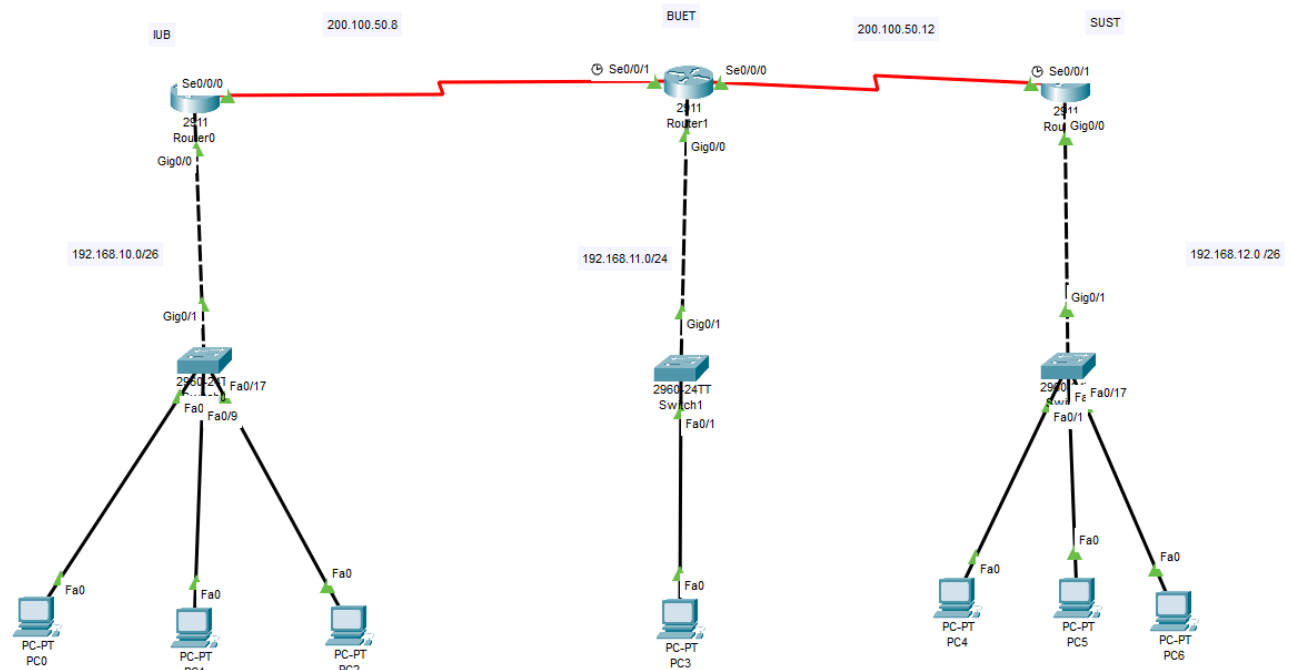 IUB
200.100.50.8
BUET
200.100.50.12
SUST
Se0/0/0
Se0/0/1
Se0/0/0
Se0/0/1
2911
Router0
2911
Router1
2911
Gig0/0
Gig0/0
Gig0/0
192.168.10.0/26
192.168.11.0/24
192.168.12.0 /26
Gig0/1
Gig0/1
Gig0/1
2960-24TT
Switch1
Fa0/17
Fa0
Fa0/9
Fa0/1
Fa0/17
Fa0/1
Fa0
Fa0
Fa0
Fa0
Fa0
Fa0
Fa0
PC-PT
PC0
PC-PT
PC-PT
PC2
PC-PT
PC3
PC-PT
PC4
PC-PT
PC5
PC-PT
PC6